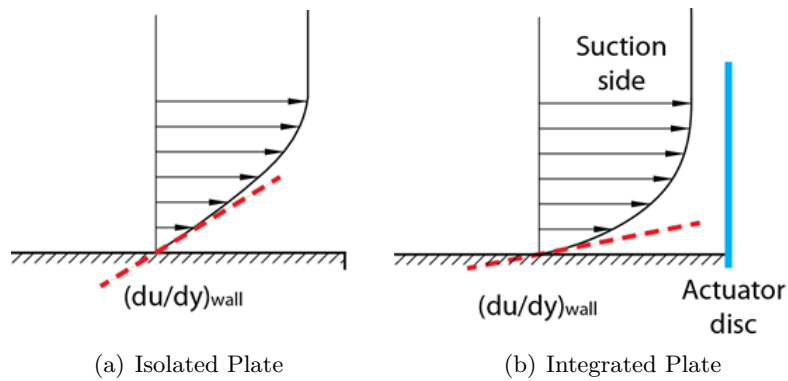 Suction
side
(du/dy)wall
(du/dy)wall
Actuator
disc
(a) Isolated Plate
(b) Integrated Plate